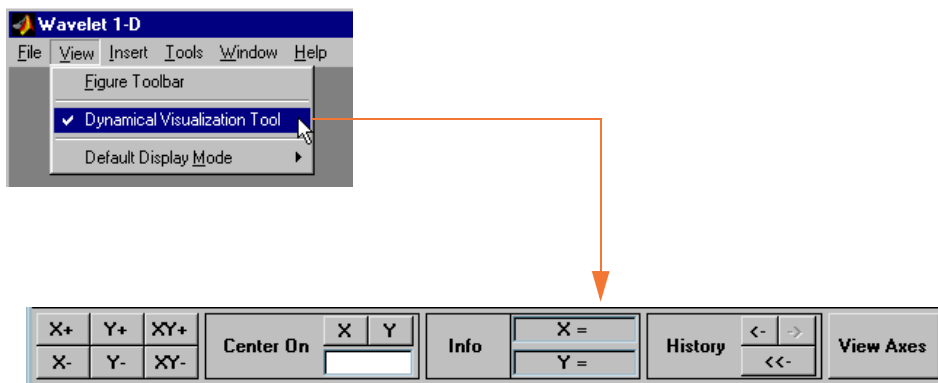 Wavelet 1-D
File View Insert Tools Window Help
Figure Toolbar
✓ Dynamical Visualization Tool
Default Display Mode
X+ Y+ XY+ Center On X Y Info X = History <- -> View Axes
X- Y- XY- Y = <<-